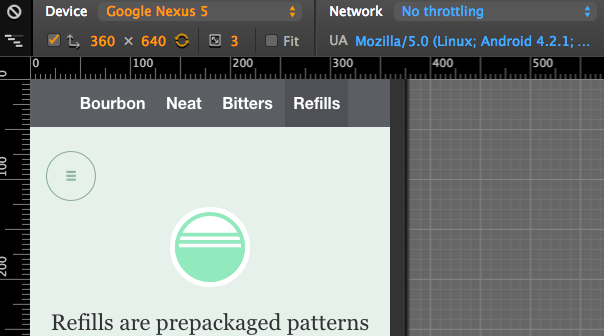 Device Google Nexus 5 Network No throttling
360 × 640 3 Fit UA Mozilla/5.0 (Linux; Android 4.2.1; ...
0 100 200 300 400 500
0
100
200
Bourbon Neat Bitters Refills
Refills are prepackaged patterns